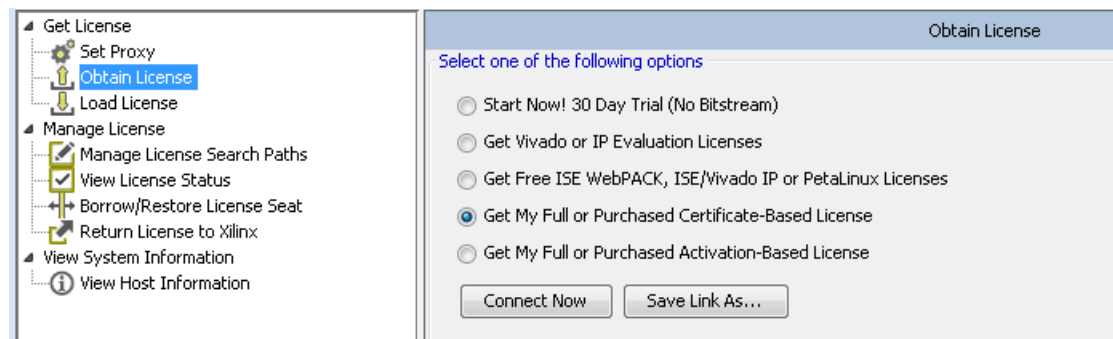 Get License
Set Proxy
Obtain License
Load License
Manage License
Manage License Search Paths
View License Status
Borrow/Restore License Seat
Return License to Xilinx
View System Information
View Host Information
Obtain License
Select one of the following options
Start Now! 30 Day Trial (No Bitstream)
Get Vivado or IP Evaluation Licenses
Get Free ISE WebPACK, ISE/Vivado IP or PetaLinux Licenses
Get My Full or Purchased Certificate-Based License
Get My Full or Purchased Activation-Based License
Connect Now Save Link As...